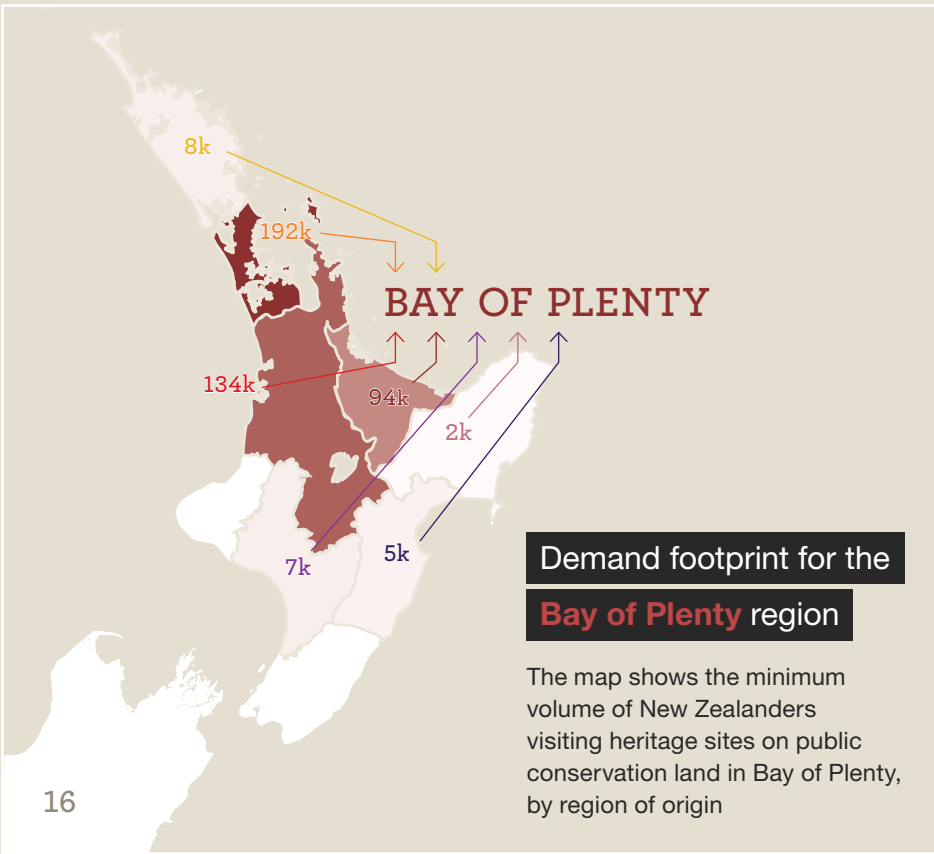 8k
192k
BAY OF PLENTY
134k
94k
2k
7k
5k
Demand footprint for the
Bay of Plenty region
The map shows the minimum
volume of New Zealanders
visiting heritage sites on public
conservation land in Bay of Plenty,
by region of origin
16